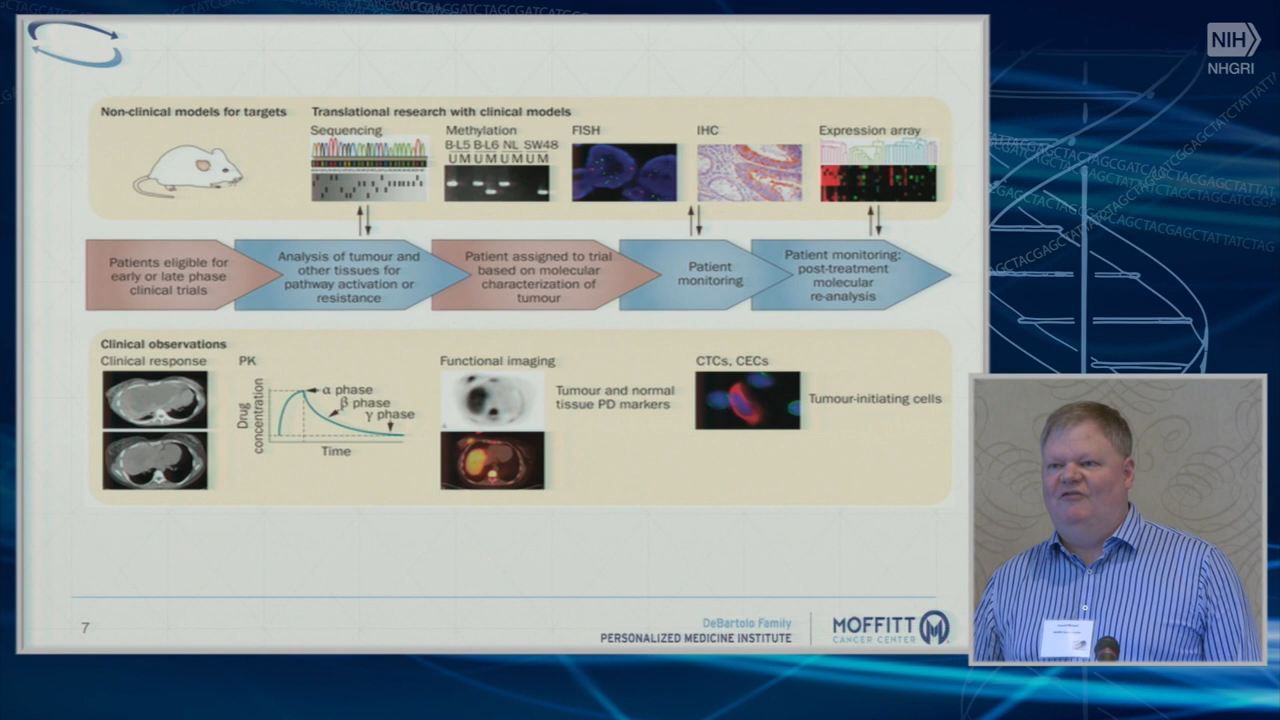 NIH
NHGRI
Non-clinical models for targets
Translational research with clinical models
Sequencing
Methylation
B-L5 B-L6 NL SW48
U M U M U M U M
FISH
IHC
Expression array
Patients eligible for
early or late phase
clinical trials
Analysis of tumour and
other tissues for
pathway activation or
resistance
Patient assigned to trial
based on molecular
characterization of
tumour
Patient
monitoring
Patient monitoring;
post-treatment
molecular
re-analysis
Clinical observations
Clinical response
PK
Drug
concentration
α phase
β phase
γ phase
Time
Functional imaging
Tumour and normal
tissue PD markers
CTCs, CECs
Tumour-initiating cells
7
DeBartolo Family
PERSONALIZED MEDICINE INSTITUTE
MOFFITT
CANCER CENTER
M